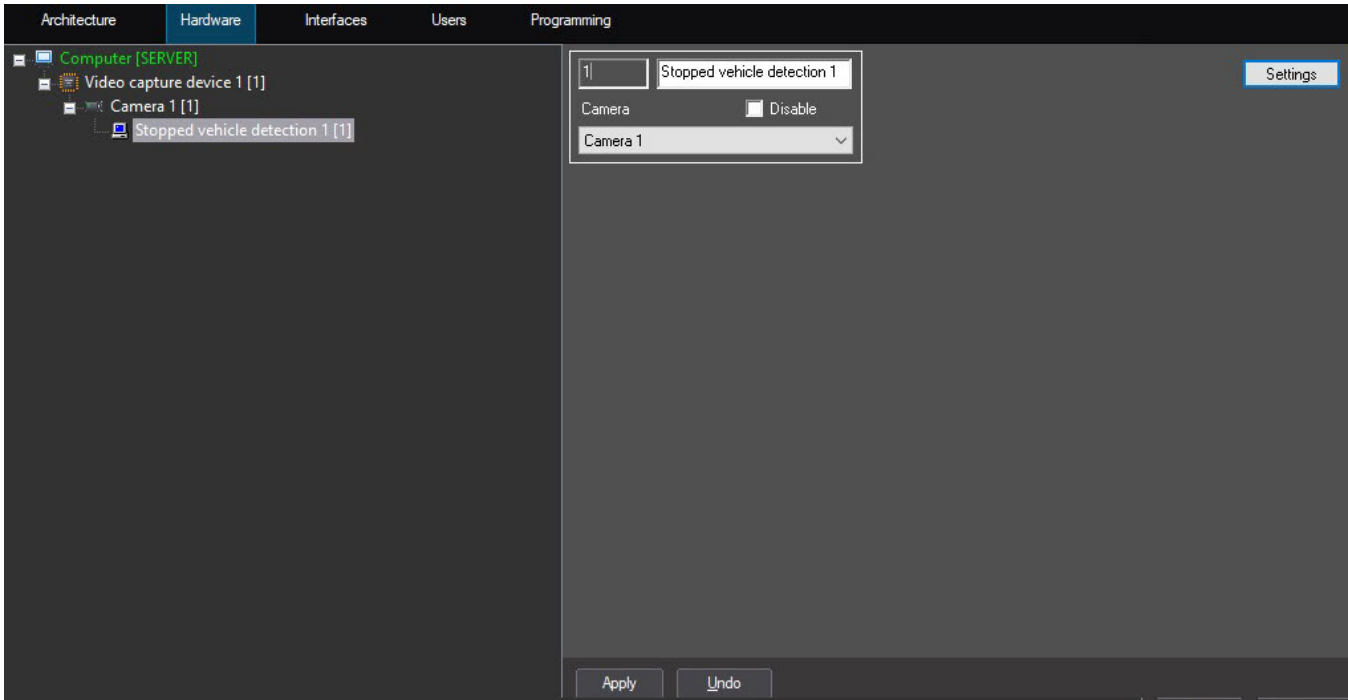 Architecture Hardware Interfaces Users Programming
Computer [SERVER]
Video capture device 1 [1]
Camera 1 [1]
Stopped vehicle detection 1 [1]
1 Stopped vehicle detection 1
Settings
Camera Disable
Camera 1
Apply Undo